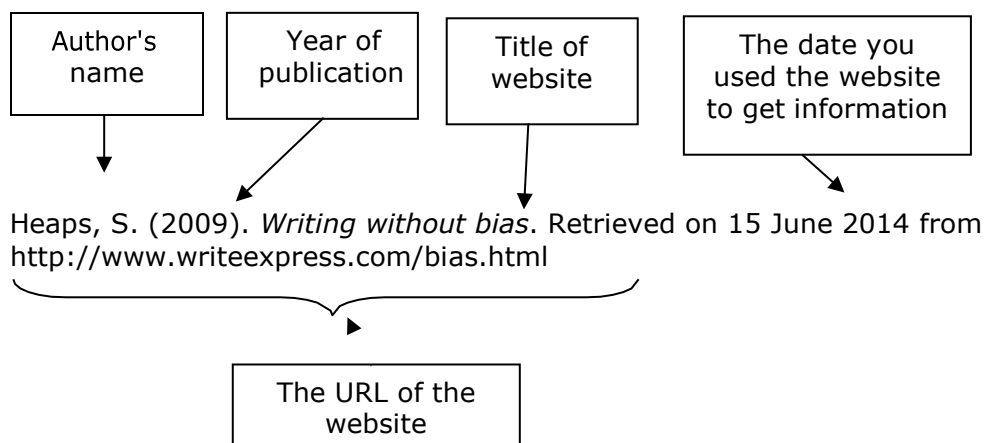 Author's
name
Year of
publication
Title of
website
The date you
used the website
to get information
Heaps, S. (2009). Writing without bias. Retrieved on 15 June 2014 from
http://www.writeexpress.com/bias.html
The URL of the
website